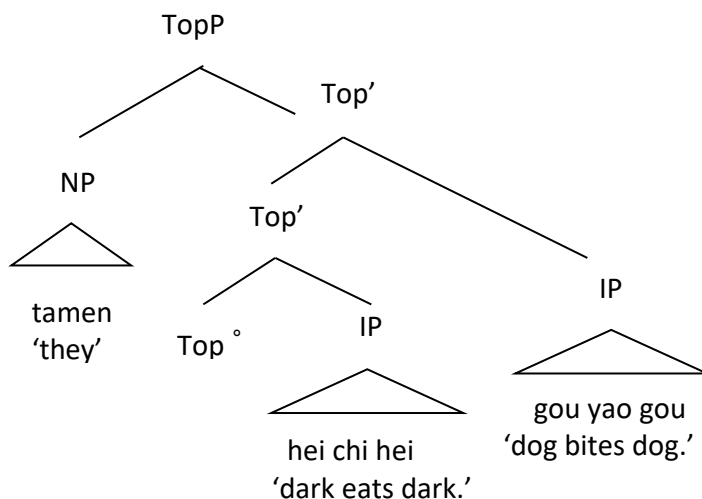 TopP
Top’
NP
Top’
IP
tamen
‘they’
Top °
IP
gou yao gou
‘dog bites dog.’
hei chi hei
‘dark eats dark.’